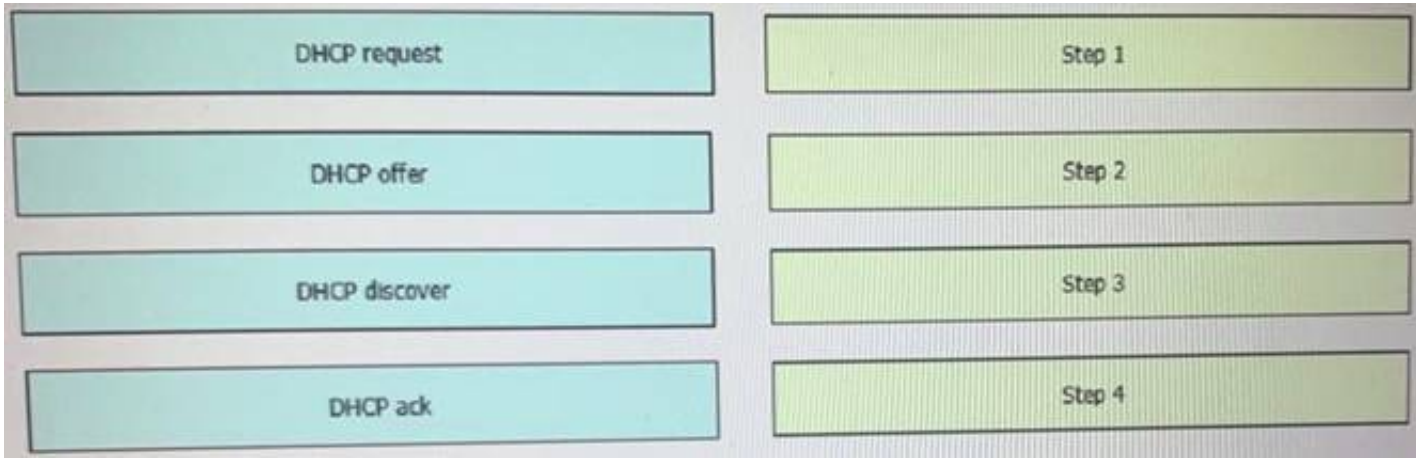 DHCP request
Step 1
DHCP offer
Step 2
DHCP discover
Step 3
DHCP ack
Step 4